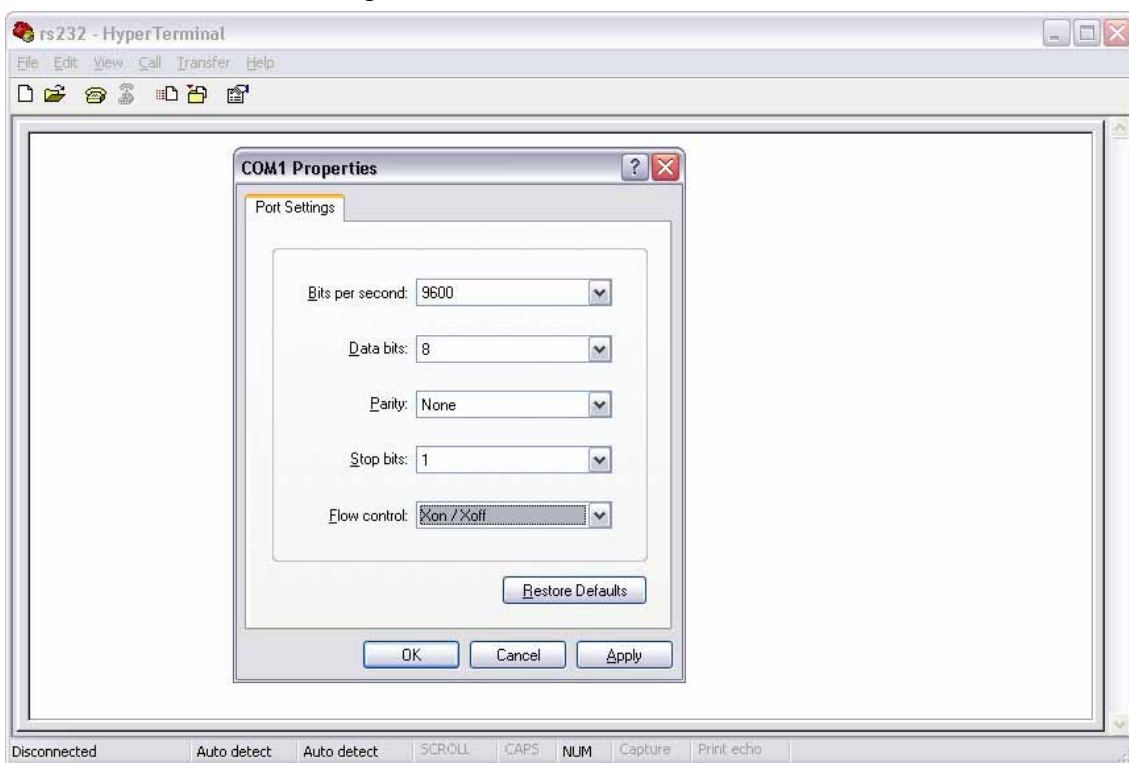 rs232 - HyperTerminal
File Edit View Call Transfer Help
COM1 Properties
?
Port Settings
Bits per second: 9600
Data bits: 8
Parity: None
Stop bits: 1
Flow control: Xon / Xoff
Restore Defaults
OK Cancel Apply
Disconnected Auto detect Auto detect SCROLL CAPS NUM Capture Print echo